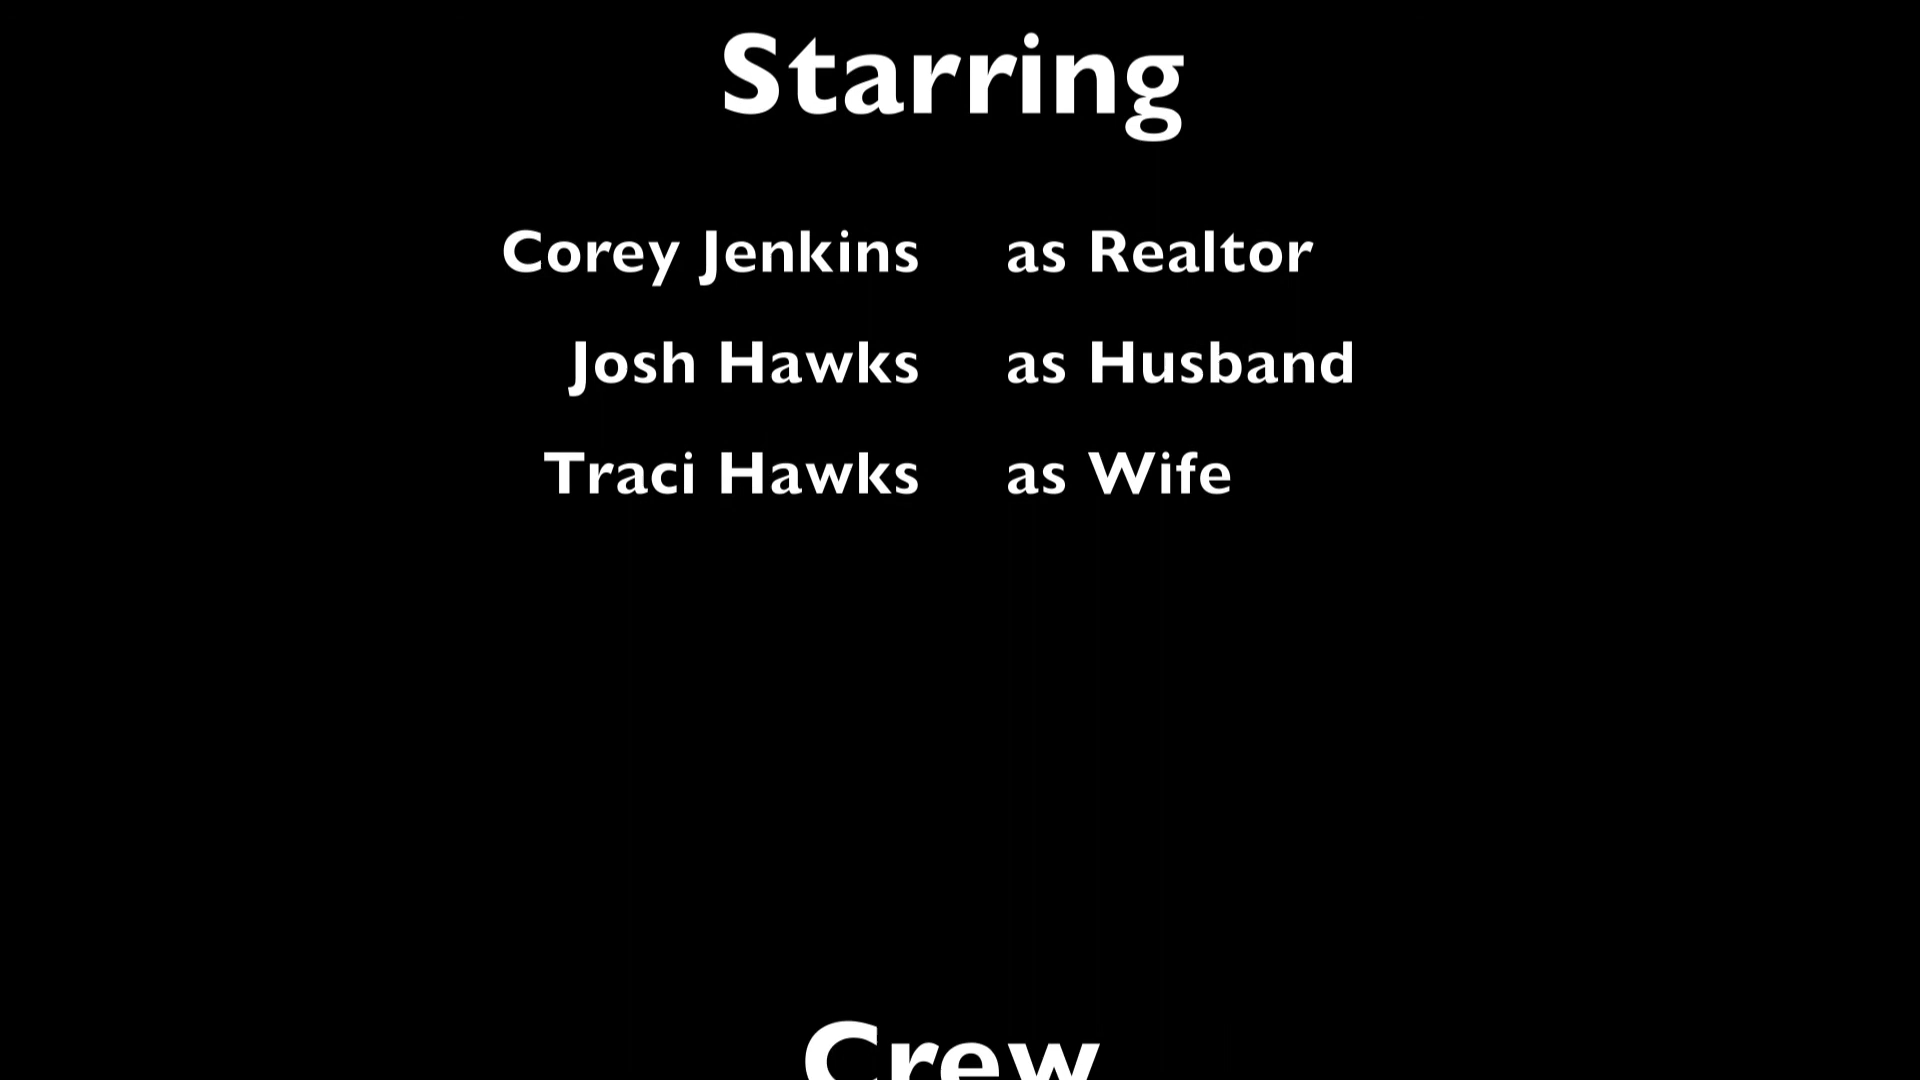 Starring
Corey Jenkins as Realtor
Josh Hawks as Husband
Traci Hawks as Wife
Crew